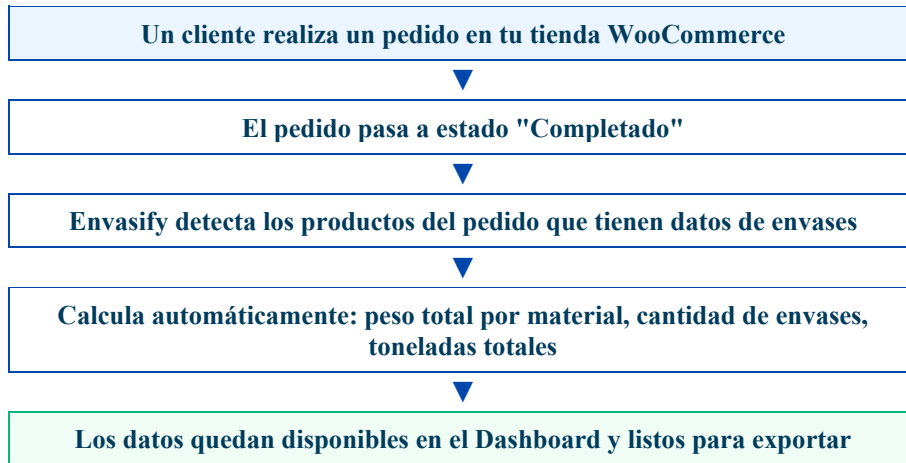 Un cliente realiza un pedido en tu tienda WooCommerce
El pedido pasa a estado "Completado"
Envasify detecta los productos del pedido que tienen datos de envases
Calcula automáticamente: peso total por material, cantidad de envases,
toneladas totales
Los datos quedan disponibles en el Dashboard y listos para exportar